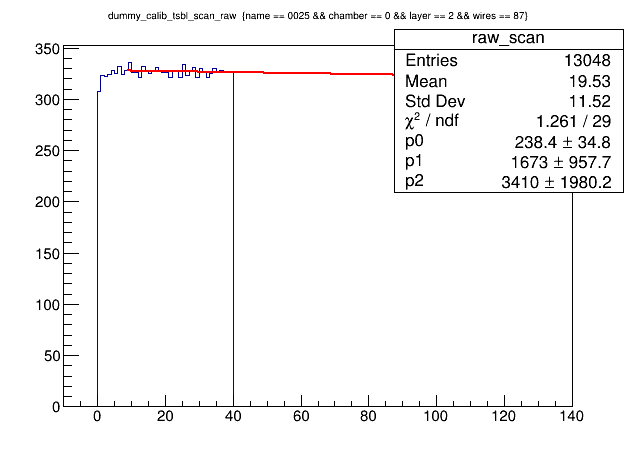 dummy_calib_tsbl_scan_raw {name == 0025 && chamber == 0 && layer == 2 && wires == 87}
raw_scan
Entries 13048
Mean 19.53
Std Dev 11.52
χ² / ndf 1.261 / 29
p0 238.4 ± 34.8
p1 1673 ± 957.7
p2 3410 ± 1980.2
350
300
250
200
150
100
50
0
0 20 40 60 80 100 120 140